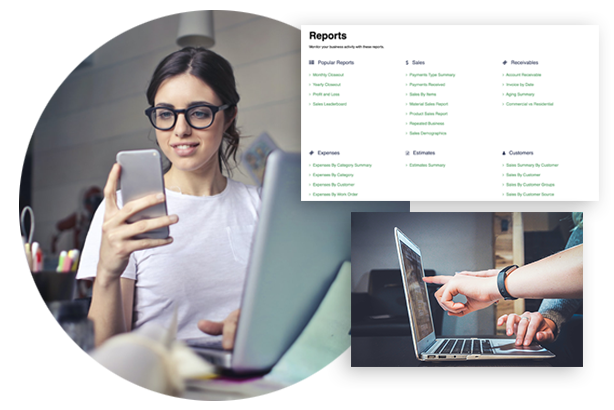 Reports
Monitor your business activity with these reports.
Popular Reports
Monthly Closeout
Yearly Closeout
Profit and Loss
Sales Leaderboard
Sales
Payments Type Summary
Payments Received
Sales By Items
Material Sales Report
Product Sales Report
Repeated Business
Sales Demographics
Receivables
Account Receivable
Invoice by Date
Aging Summary
Commercial vs Residential
Expenses
Expenses By Category Summary
Expenses By Category
Expenses By Customer
Expenses By Work Order
Estimates
Estimates Summary
Customers
Sales Summary By Customer
Sales By Customer
Sales By Customer Groups
Sales By Customer Source